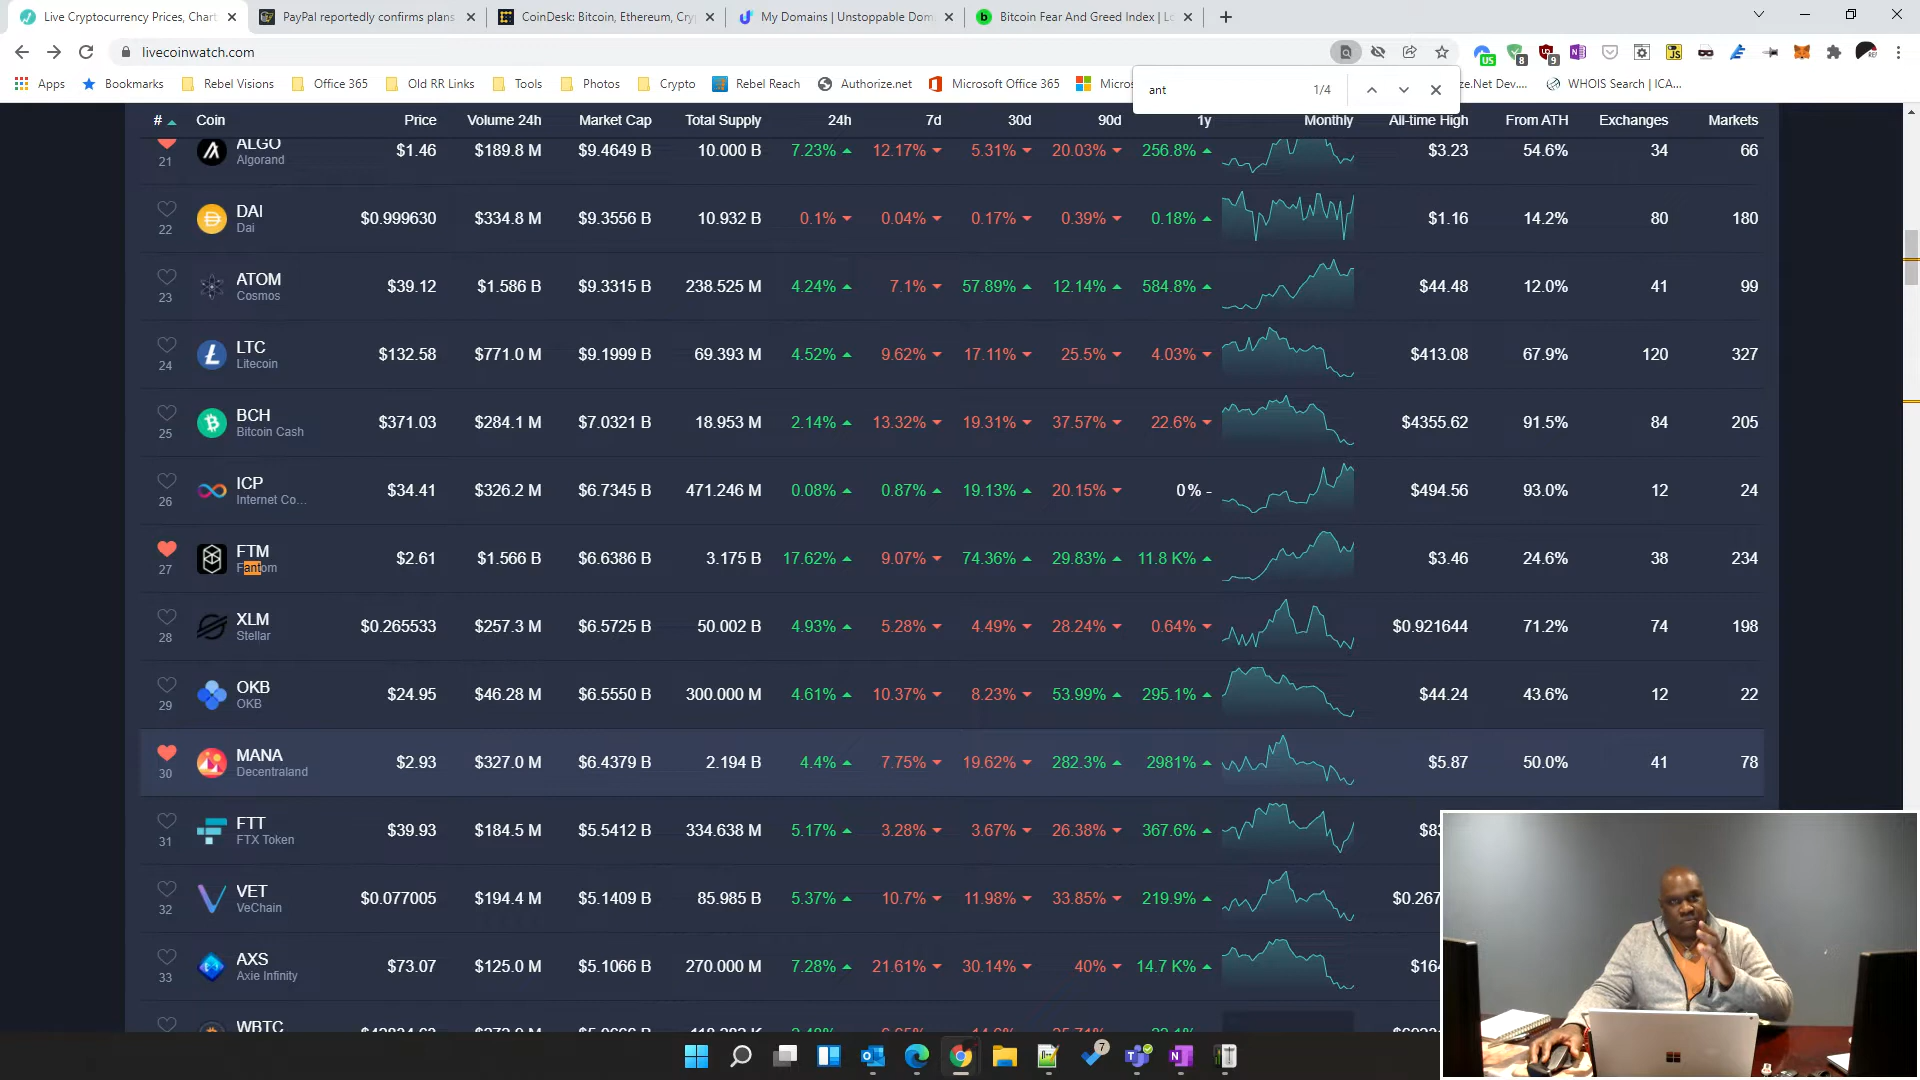 Live Cryptocurrency Prices, Chart
PayPal reportedly confirms plans
CoinDesk: Bitcoin, Ethereum, Cry
My Domains | Unstoppable Dom
Bitcoin Fear And Greed Index | Lo
livecoinwatch.com
US 8 9 JS
Apps Bookmarks Rebel Visions Office 365 Old RR Links Tools Photos Crypto Rebel Reach Authorize.net Microsoft Office 365 Micros ze.Net Dev.... WHOIS Search | ICA...
ant 1/4
# Coin Price Volume 24h Market Cap Total Supply 24h 7d 30d 90d 1y Monthly All-time High From ATH Exchanges Markets
21 ALGO Algorand $1.46 $189.8 M $9.4649 B 10.000 B 7.23% 12.17% 5.31% 20.03% 256.8% $3.23 54.6% 34 66
22 DAI Dai $0.999630 $334.8 M $9.3556 B 10.932 B 0.1% 0.04% 0.17% 0.39% 0.18% $1.16 14.2% 80 180
23 ATOM Cosmos $39.12 $1.586 B $9.3315 B 238.525 M 4.24% 7.1% 57.89% 12.14% 584.8% $44.48 12.0% 41 99
24 LTC Litecoin $132.58 $771.0 M $9.1999 B 69.393 M 4.52% 9.62% 17.11% 25.5% 4.03% $413.08 67.9% 120 327
25 BCH Bitcoin Cash $371.03 $284.1 M $7.0321 B 18.953 M 2.14% 13.32% 19.31% 37.57% 22.6% $4355.62 91.5% 84 205
26 ICP Internet Co... $34.41 $326.2 M $6.7345 B 471.246 M 0.08% 0.87% 19.13% 20.15% 0% - $494.56 93.0% 12 24
27 FTM Fantom $2.61 $1.566 B $6.6386 B 3.175 B 17.62% 9.07% 74.36% 29.83% 11.8 K% $3.46 24.6% 38 234
28 XLM Stellar $0.265533 $257.3 M $6.5725 B 50.002 B 4.93% 5.28% 4.49% 28.24% 0.64% $0.921644 71.2% 74 198
29 OKB OKB $24.95 $46.28 M $6.5550 B 300.000 M 4.61% 10.37% 8.23% 53.99% 295.1% $44.24 43.6% 12 22
30 MANA Decentraland $2.93 $327.0 M $6.4379 B 2.194 B 4.4% 7.75% 19.62% 282.3% 2981% $5.87 50.0% 41 78
31 FTT FTX Token $39.93 $184.5 M $5.5412 B 334.638 M 5.17% 3.28% 3.67% 26.38% 367.6%
32 VET VeChain $0.077005 $194.4 M $5.1409 B 85.985 B 5.37% 10.7% 11.98% 33.85% 219.9% $0.267
33 AXS Axie Infinity $73.07 $125.0 M $5.1066 B 270.000 M 7.28% 21.61% 30.14% 40% 14.7 K% $164
WBTC
7